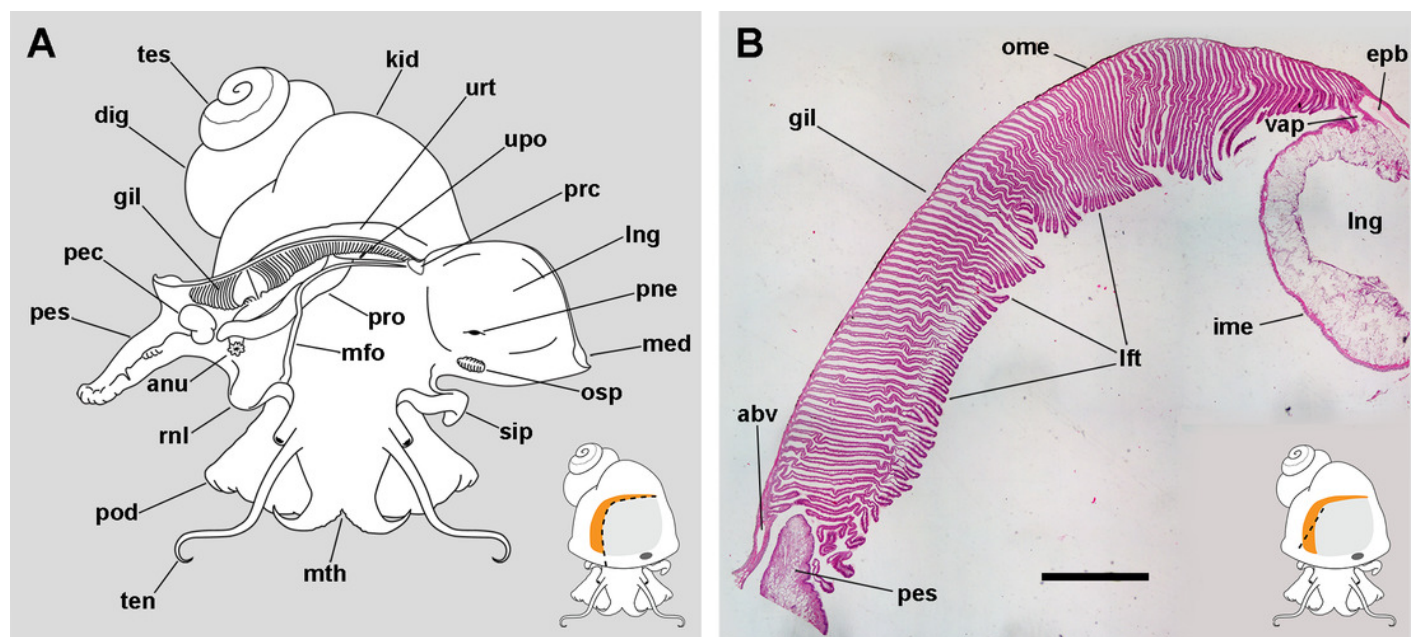 A
tes
kid
urt
dig
upo
gil
prc
pec
lng
pes
pne
pro
med
mfo
anu
osp
rnl
sip
pod
mth
ten
B
ome
epb
gil
vap
lng
ime
lft
abv
pes